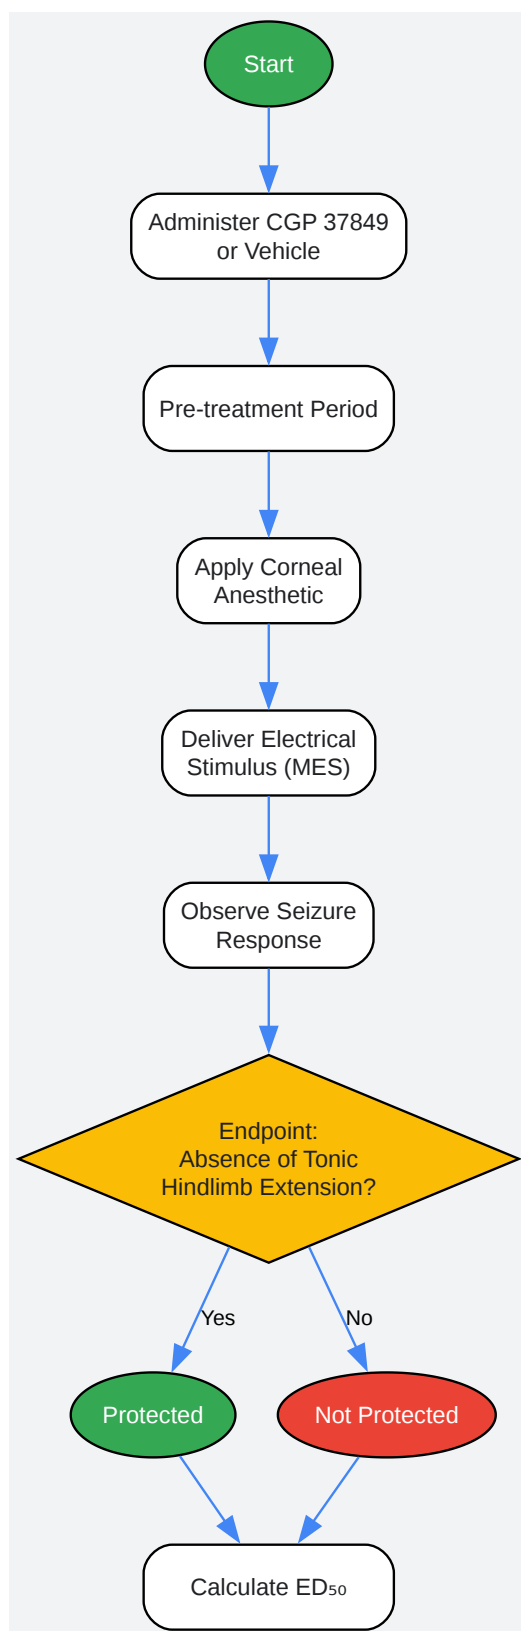 Start
Administer CGP 37849
or Vehicle
Pre-treatment Period
Apply Corneal
Anesthetic
Deliver Electrical
Stimulus (MES)
Observe Seizure
Response
Endpoint:
Absence of Tonic
Hindlimb Extension?
Yes
No
Protected
Not Protected
Calculate ED₅₀